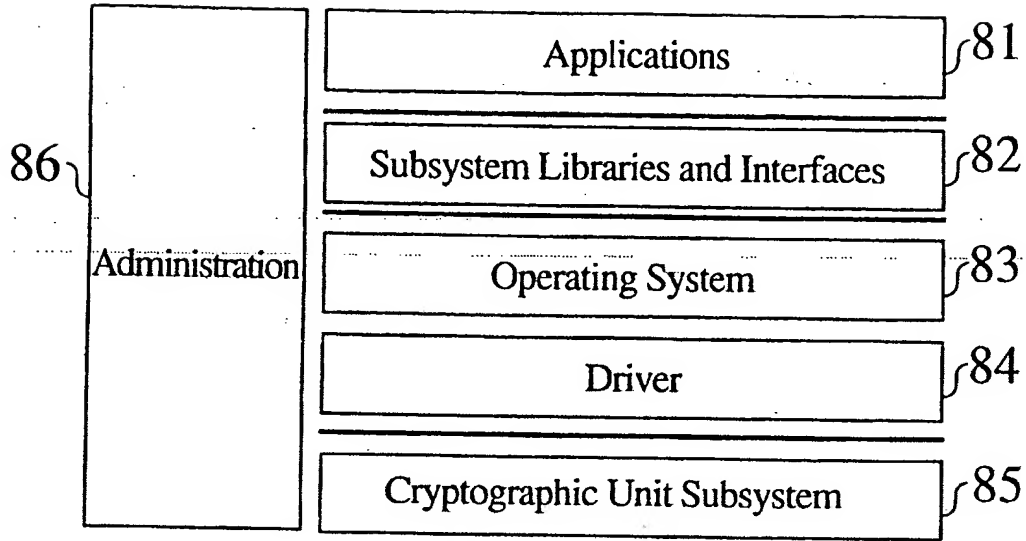 Applications 81
86 Subsystem Libraries and Interfaces 82
Administration Operating System 83
Driver 84
Cryptographic Unit Subsystem 85